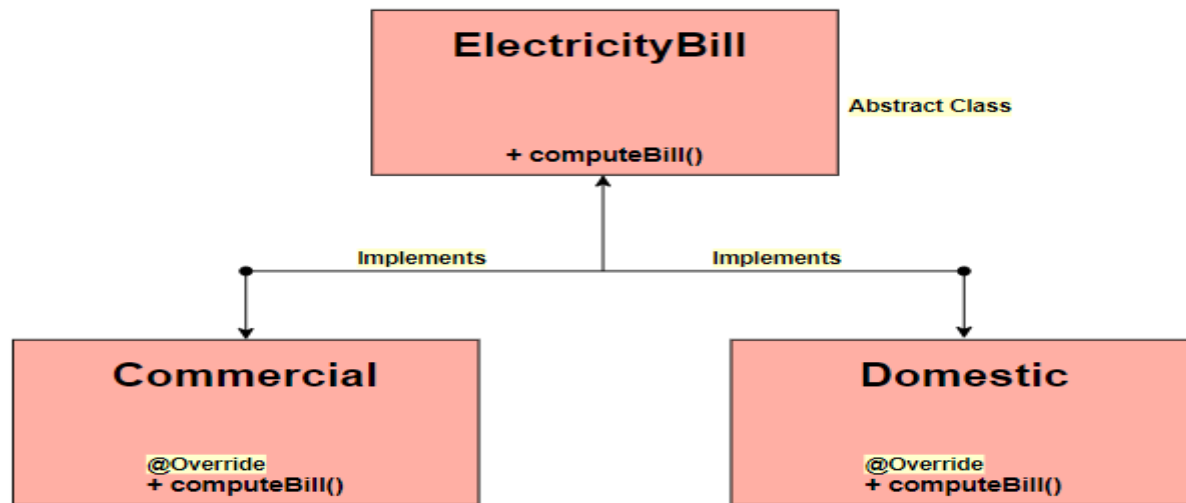 ElectricityBill
Abstract Class
+ computeBill()
Implements
Implements
Commercial
@Override
+ computeBill()
Domestic
@Override
+ computeBill()